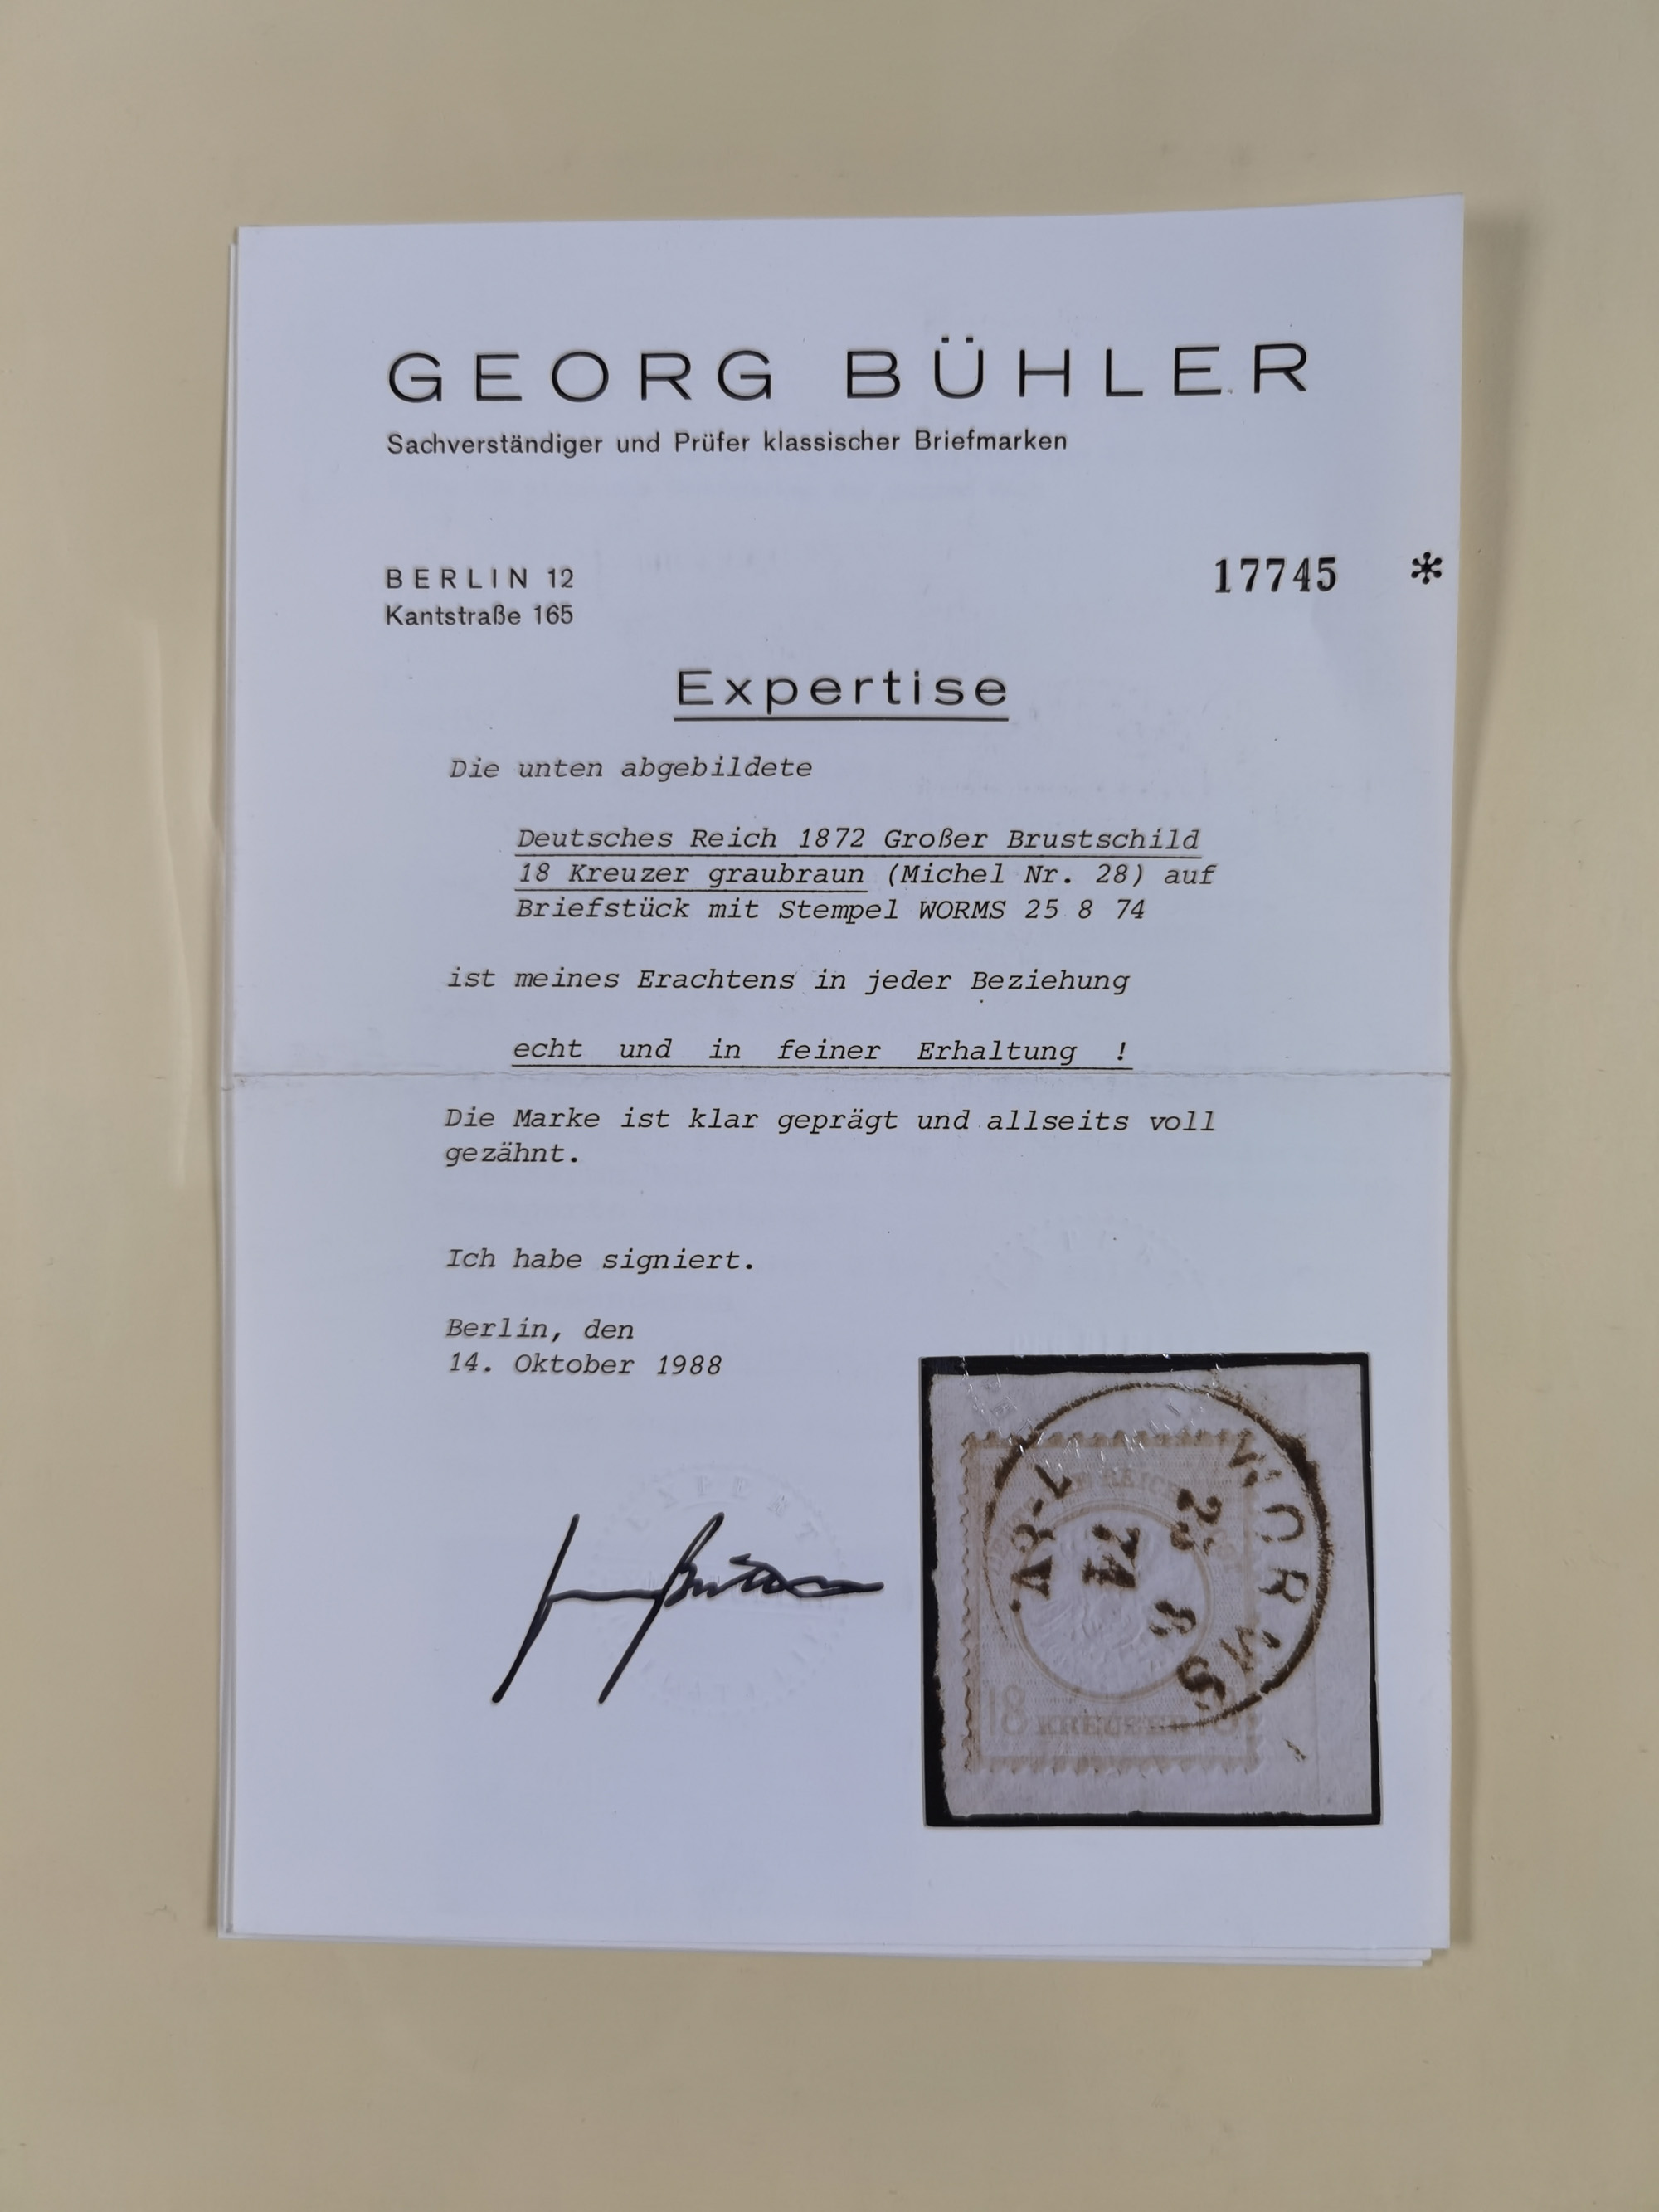 GEORG BÜHLER
Sachverständiger und Prüfer klassischer Briefmarken
BERLIN 12
Kantstraße 165
17745 *
Expertise
Die unten abgebildete
Deutsches Reich 1872 Großer Brustschild
18 Kreuzer graubraun (Michel Nr. 28) auf
Briefstück mit Stempel WORMS 25 8 74
ist meines Erachtens in jeder Beziehung
echt und in feiner Erhaltung !
Die Marke ist klar geprägt und allseits voll
gezähnt.
Ich habe signiert.
Berlin, den
14. Oktober 1988
EXPERT
WORMS
25 8
74
REICH
18 KREUZER